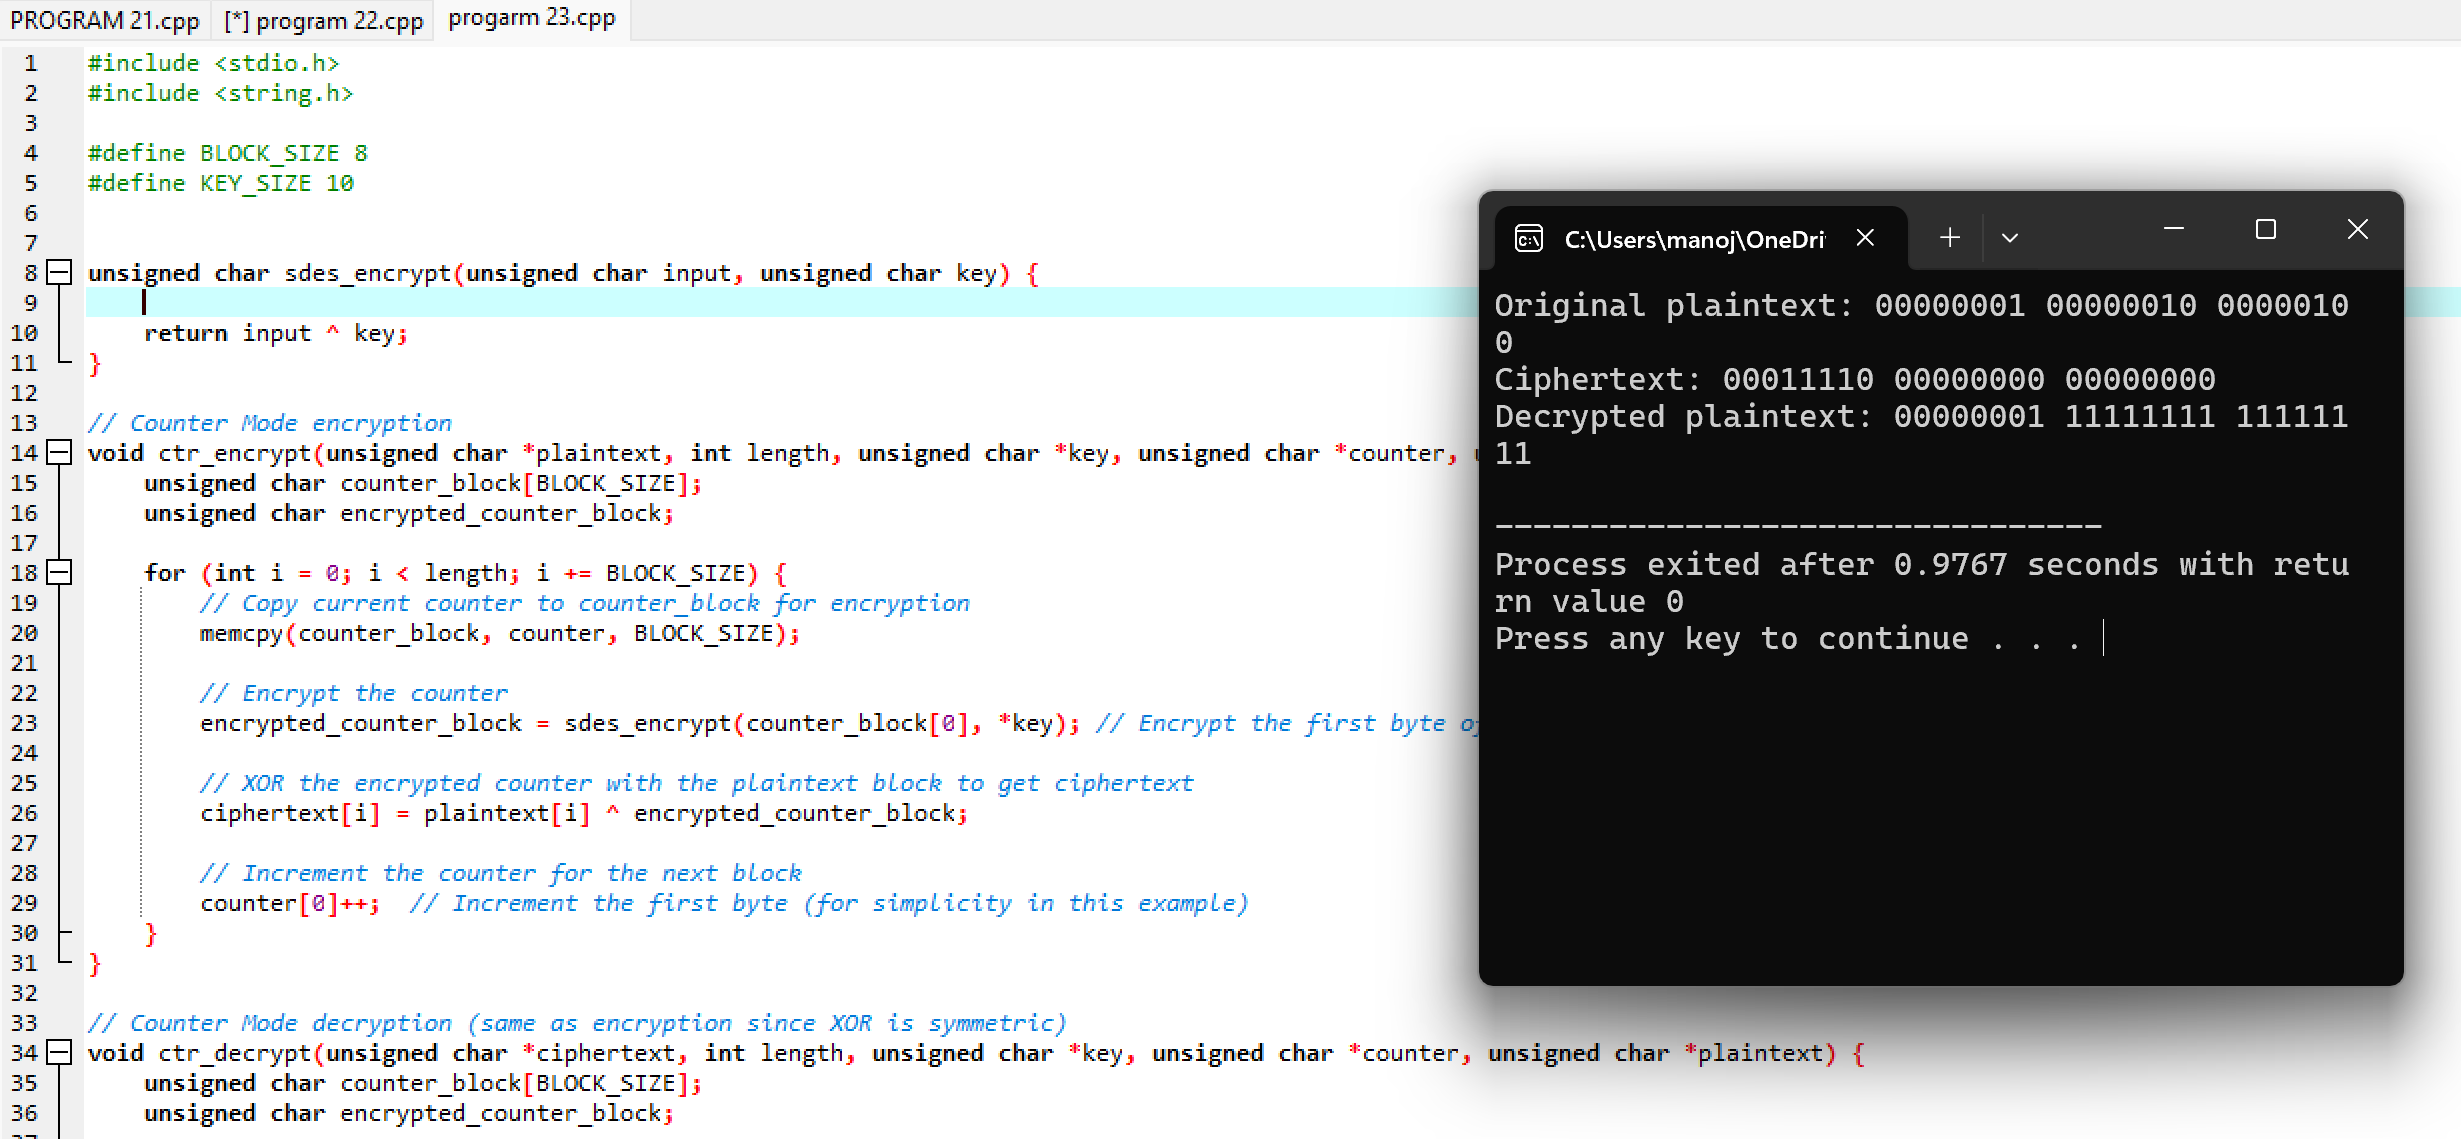 PROGRAM 21.cpp [*] program 22.cpp progarm 23.cpp
1 #include <stdio.h>
2 #include <string.h>
3
4 #define BLOCK_SIZE 8
5 #define KEY_SIZE 10
6
7
8 unsigned char sdes_encrypt(unsigned char input, unsigned char key) {
9
10 return input ^ key;
11 }
12
13 // Counter Mode encryption
14 void ctr_encrypt(unsigned char *plaintext, int length, unsigned char *key, unsigned char *counter,
15 unsigned char counter_block[BLOCK_SIZE];
16 unsigned char encrypted_counter_block;
17
18 for (int i = 0; i < length; i += BLOCK_SIZE) {
19 // Copy current counter to counter_block for encryption
20 memcpy(counter_block, counter, BLOCK_SIZE);
21
22 // Encrypt the counter
23 encrypted_counter_block = sdes_encrypt(counter_block[0], *key); // Encrypt the first byte
24
25 // XOR the encrypted counter with the plaintext block to get ciphertext
26 ciphertext[i] = plaintext[i] ^ encrypted_counter_block;
27
28 // Increment the counter for the next block
29 counter[0]++; // Increment the first byte (for simplicity in this example)
30 }
31 }
32
33 // Counter Mode decryption (same as encryption since XOR is symmetric)
34 void ctr_decrypt(unsigned char *ciphertext, int length, unsigned char *key, unsigned char *counter, unsigned char *plaintext) {
35 unsigned char counter_block[BLOCK_SIZE];
36 unsigned char encrypted_counter_block;
C:\Users\manoj\OneDri
Original plaintext: 00000001 00000010 0000010
0
Ciphertext: 00011110 00000000 00000000
Decrypted plaintext: 00000001 11111111 111111
11
--------------------------------
Process exited after 0.9767 seconds with retu
rn value 0
Press any key to continue . . .